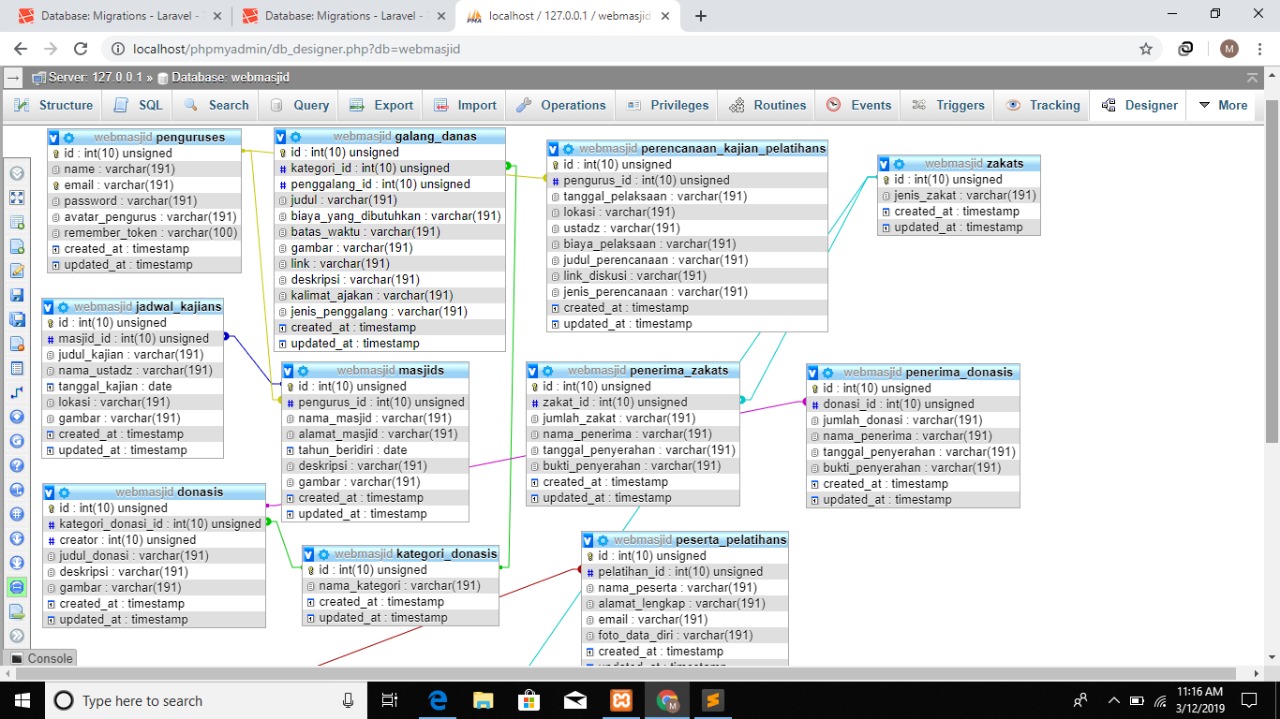 Database: Migrations - Laravel -
Database: Migrations - Laravel -
localhost / 127.0.0.1 / webmasjid
localhost/phpmyadmin/db_designer.php?db=webmasjid
M
Server: 127.0.0.1 » Database: webmasjid
Structure
SQL
Search
Query
Export
Import
Operations
Privileges
Routines
Events
Triggers
Tracking
Designer
More
webmasjid penguruses
id : int(10) unsigned
name : varchar(191)
email : varchar(191)
password : varchar(191)
avatar_pengurus : varchar(191)
remember_token : varchar(100)
created_at : timestamp
updated_at : timestamp
webmasjid galang_danas
id : int(10) unsigned
kategori_id : int(10) unsigned
penggalang_id : int(10) unsigned
judul : varchar(191)
biaya_yang_dibutuhkan : varchar(191)
batas_waktu : varchar(191)
gambar : varchar(191)
link : varchar(191)
deskripsi : varchar(191)
kalimat_ajakan : varchar(191)
jenis_penggalang : varchar(191)
created_at : timestamp
updated_at : timestamp
webmasjid perencanaan_kajian_pelatihans
id : int(10) unsigned
pengurus_id : int(10) unsigned
tanggal_pelaksaan : varchar(191)
lokasi : varchar(191)
ustadz : varchar(191)
biaya_pelaksaan : varchar(191)
judul_perencanaan : varchar(191)
link_diskusi : varchar(191)
jenis_perencanaan : varchar(191)
created_at : timestamp
updated_at : timestamp
webmasjid zakats
id : int(10) unsigned
jenis_zakat : varchar(191)
created_at : timestamp
updated_at : timestamp
webmasjid jadwal_kajians
id : int(10) unsigned
masjid_id : int(10) unsigned
judul_kajian : varchar(191)
nama_ustadz : varchar(191)
tanggal_kajian : date
lokasi : varchar(191)
gambar : varchar(191)
created_at : timestamp
updated_at : timestamp
webmasjid masjids
id : int(10) unsigned
pengurus_id : int(10) unsigned
nama_masjid : varchar(191)
alamat_masjid : varchar(191)
tahun_beridiri : date
deskripsi : varchar(191)
gambar : varchar(191)
created_at : timestamp
updated_at : timestamp
webmasjid penerima_zakats
id : int(10) unsigned
zakat_id : int(10) unsigned
jumlah_zakat : varchar(191)
nama_penerima : varchar(191)
tanggal_penyerahan : varchar(191)
bukti_penyerahan : varchar(191)
created_at : timestamp
updated_at : timestamp
webmasjid penerima_donasis
id : int(10) unsigned
donasi_id : int(10) unsigned
jumlah_donasi : varchar(191)
nama_penerima : varchar(191)
tanggal_penyerahan : varchar(191)
bukti_penyerahan : varchar(191)
created_at : timestamp
updated_at : timestamp
webmasjid donasis
id : int(10) unsigned
kategori_donasi_id : int(10) unsigned
creator : int(10) unsigned
judul_donasi : varchar(191)
deskripsi : varchar(191)
gambar : varchar(191)
created_at : timestamp
updated_at : timestamp
webmasjid kategori_donasis
id : int(10) unsigned
nama_kategori : varchar(191)
created_at : timestamp
updated_at : timestamp
webmasjid peserta_pelatihans
id : int(10) unsigned
pelatihan_id : int(10) unsigned
nama_peserta : varchar(191)
alamat_lengkap : varchar(191)
email : varchar(191)
foto_data_diri : varchar(191)
created_at : timestamp
updated_at : timestamp
Console
Type here to search
11:16 AM
3/12/2019